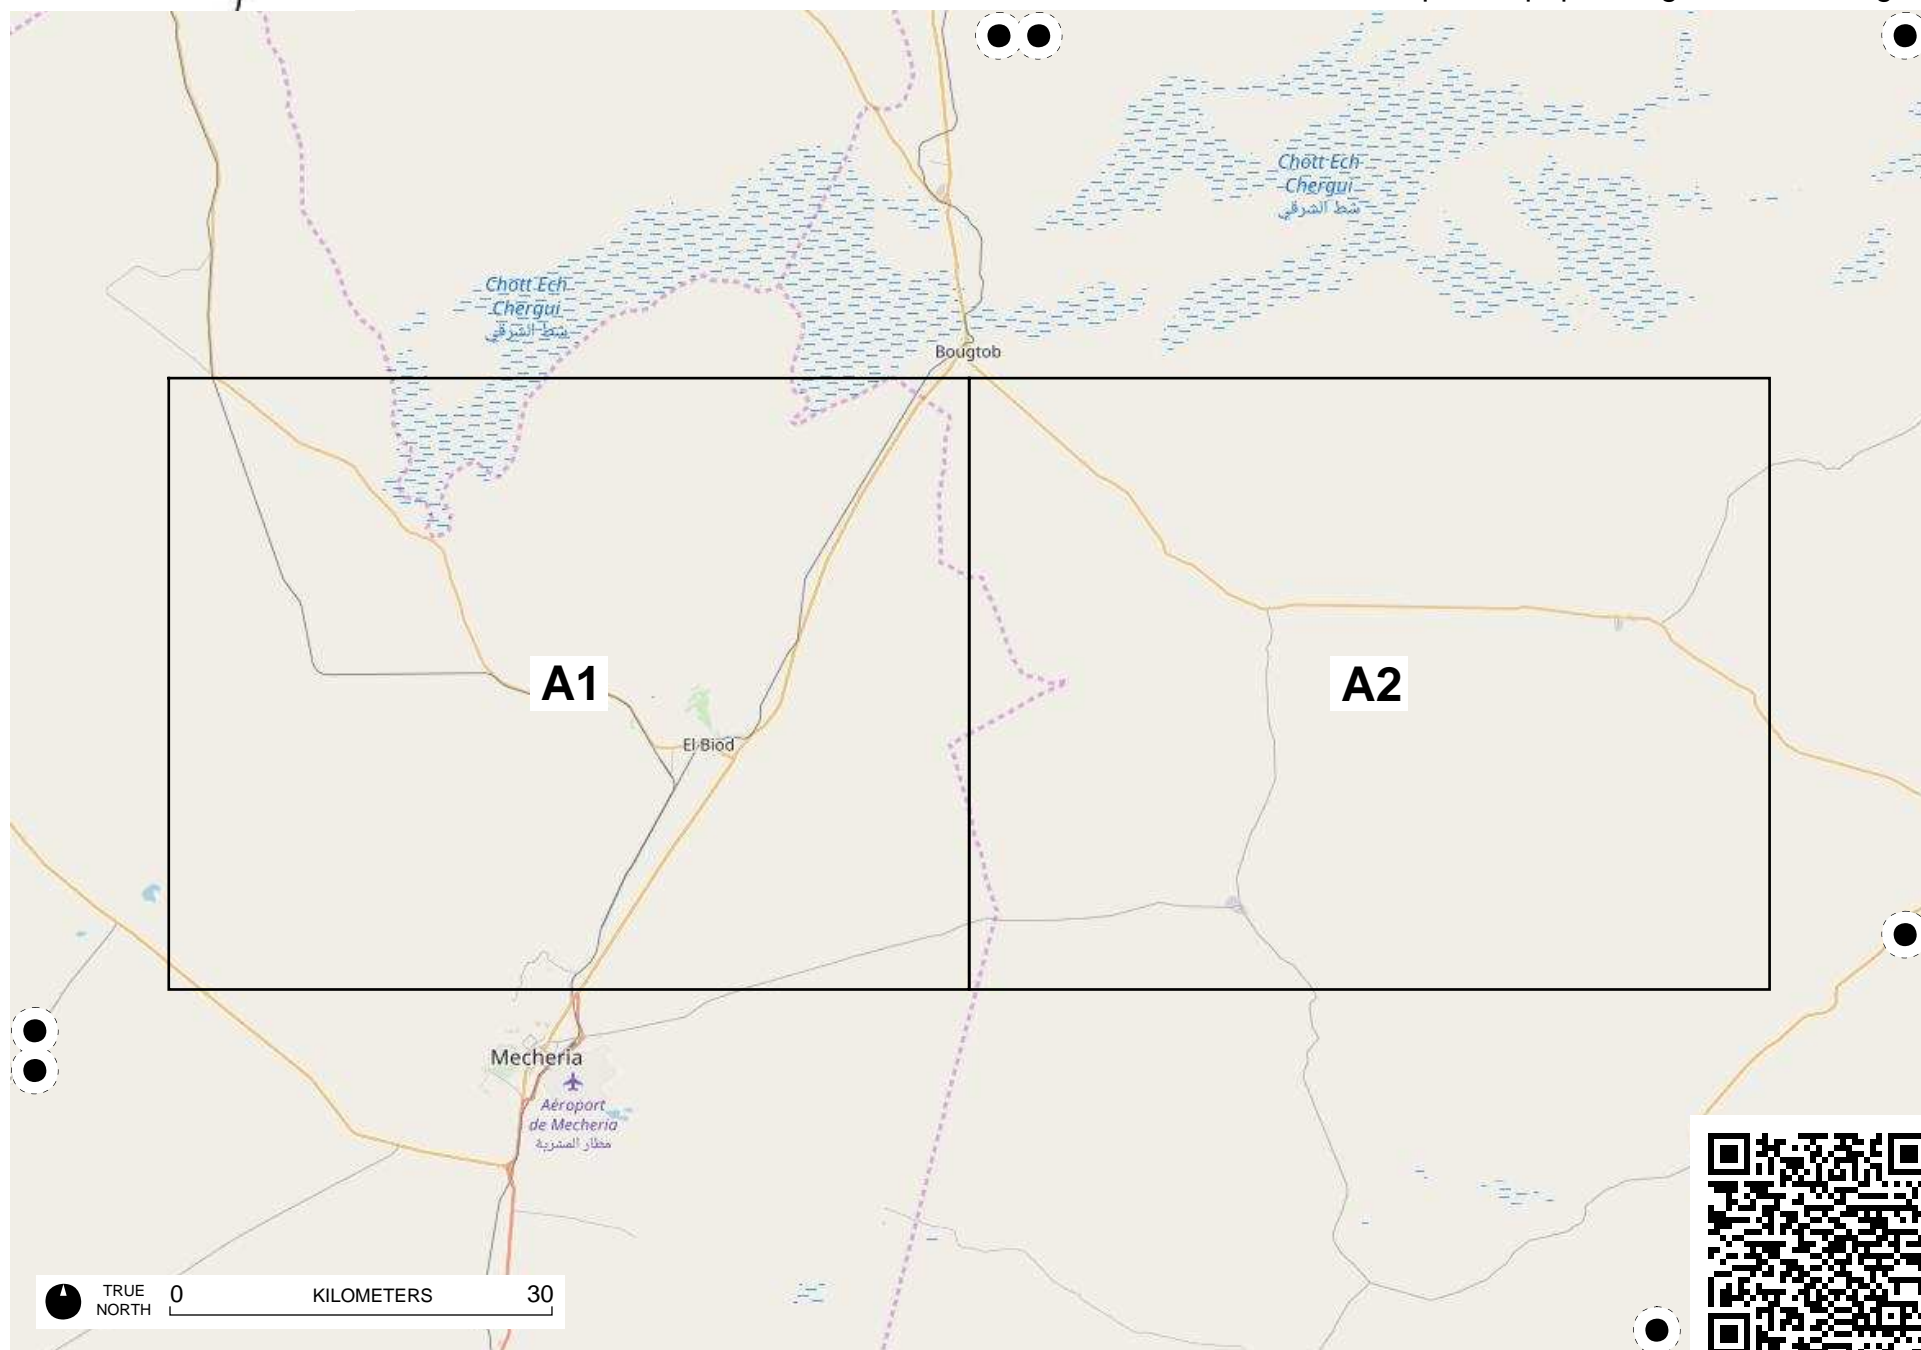 Chott Ech
Chergui
شط الشرقي
Chott Ech
Chergui
شط الشرقي
Bougtob
A1
A2
El Biod
Mecheria
Aéroport
de Mecheria
مطار المشرية
TRUE
NORTH
0
KILOMETERS
30